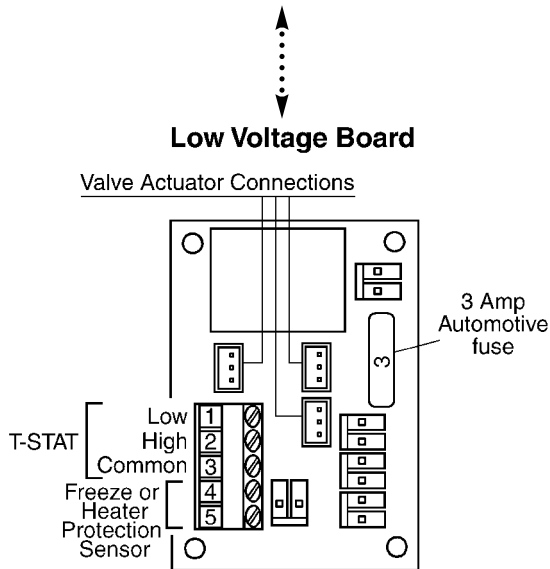 Low Voltage Board
Valve Actuator Connections
3 Amp
Automotive
fuse
3
T-STAT
Low 1
High 2
Common 3
Freeze or
Heater
Protection
Sensor
4
5